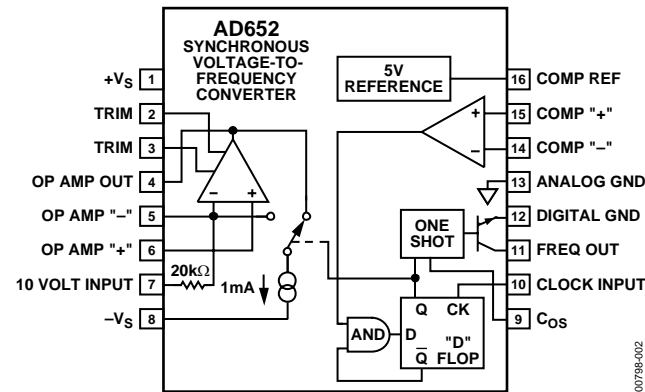 AD652
SYNCHRONOUS
VOLTAGE-TO-
FREQUENCY
CONVERTER
5V
REFERENCE
+VS 1
TRIM 2
TRIM 3
OP AMP OUT 4
OP AMP "–" 5
OP AMP "+" 6
10 VOLT INPUT 7
–VS 8
16 COMP REF
15 COMP "+"
14 COMP "–"
13 ANALOG GND
12 DIGITAL GND
11 FREQ OUT
10 CLOCK INPUT
9 COS
– +
+
–
20kΩ
1mA
ONE
SHOT
AND
Q CK
D "D"
Q̅ FLOP
00798-002